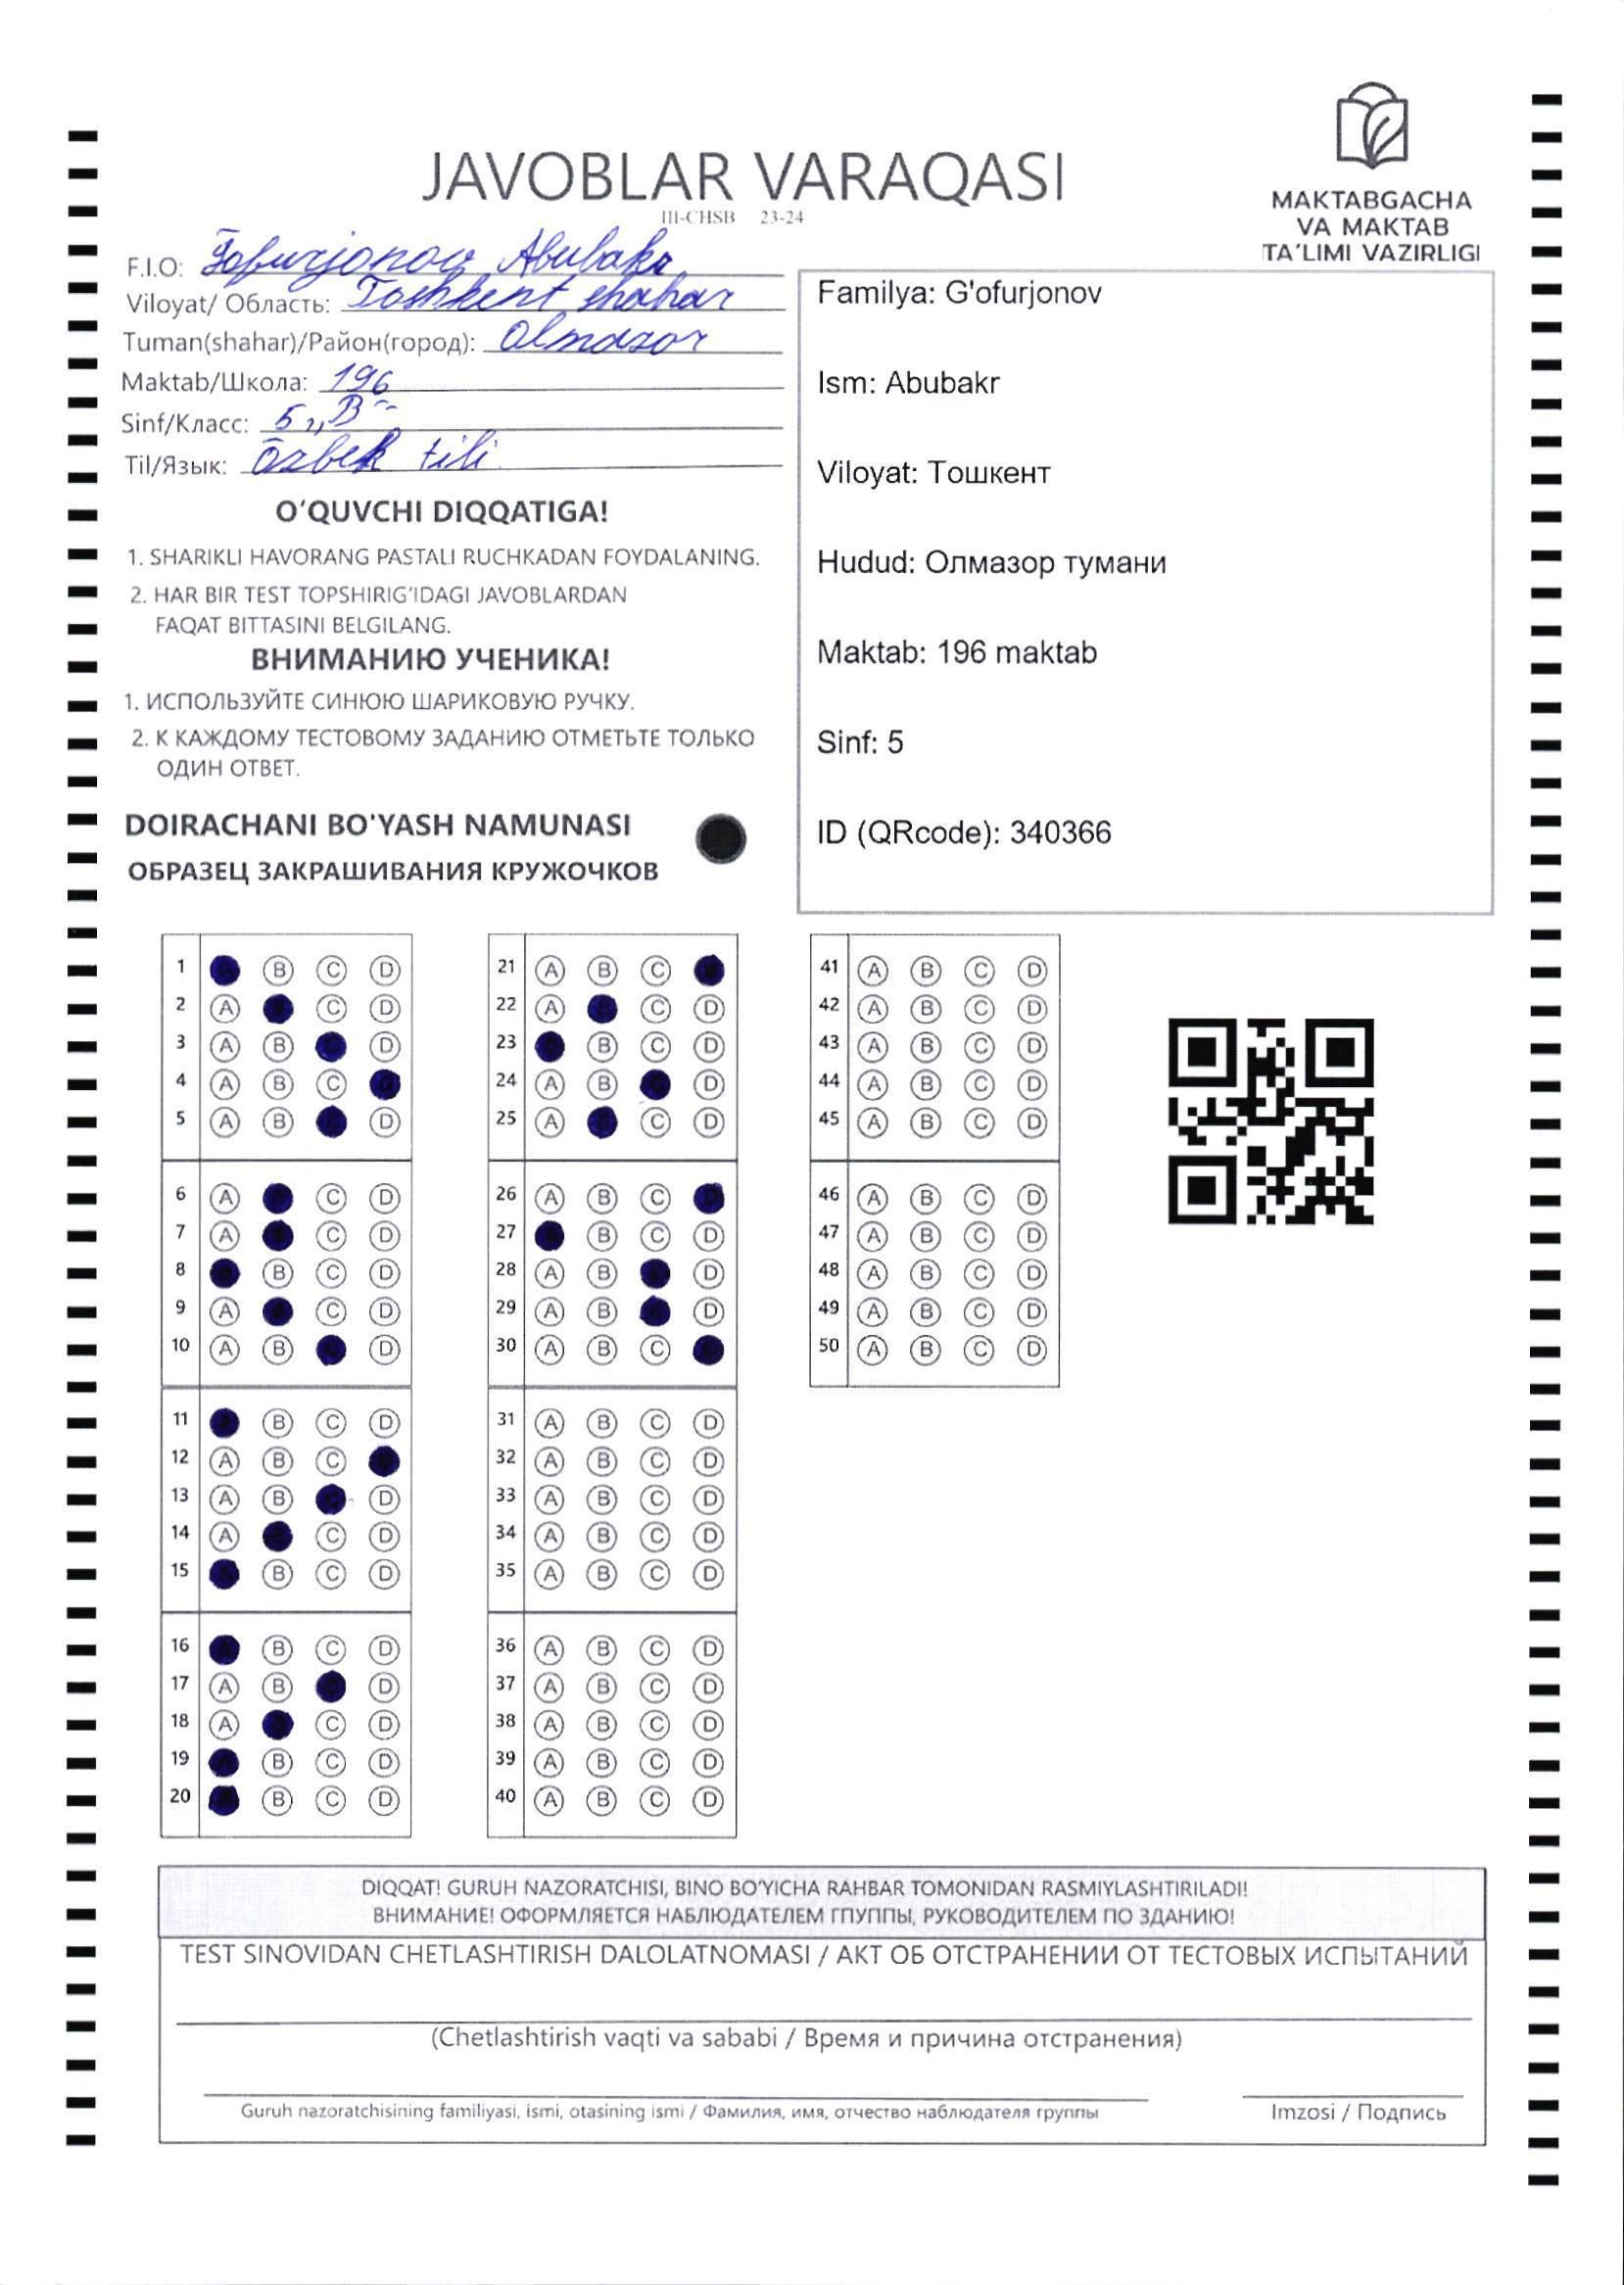 JAVOBLAR VARAQASI
III-CHSB 23-24
MAKTABGACHA
VA MAKTAB
TA'LIMI VAZIRLIGI
F.I.O: Ḡofurjonov Abubakr
Viloyat/ Область: Toshkent shahar
Tuman(shahar)/Район(город): Olmazor
Maktab/Школа: 196
Sinf/Класс: 5 „B“
Til/Язык: Ōzbek tili
O'QUVCHI DIQQATIGA!
1. SHARIKLI HAVORANG PASTALI RUCHKADAN FOYDALANING.
2. HAR BIR TEST TOPSHIRIG'IDAGI JAVOBLARDAN
FAQAT BITTASINI BELGILANG.
ВНИМАНИЮ УЧЕНИКА!
1. ИСПОЛЬЗУЙТЕ СИНЮЮ ШАРИКОВУЮ РУЧКУ.
2. К КАЖДОМУ ТЕСТОВОМУ ЗАДАНИЮ ОТМЕТЬТЕ ТОЛЬКО
ОДИН ОТВЕТ.
DOIRACHANI BO'YASH NAMUNASI
ОБРАЗЕЦ ЗАКРАШИВАНИЯ КРУЖОЧКОВ
Familya: G'ofurjonov
Ism: Abubakr
Viloyat: Тошкент
Hudud: Олмазор тумани
Maktab: 196 maktab
Sinf: 5
ID (QRcode): 340366
1 B C D
2 A C D
3 A B D
4 A B C
5 A B D
6 A C D
7 A C D
8 B C D
9 A C D
10 A B D
11 B C D
12 A B C
13 A B D
14 A C D
15 B C D
16 B C D
17 A B D
18 A C D
19 B C D
20 B C D
21 A B C
22 A C D
23 B C D
24 A B D
25 A C D
26 A B C
27 B C D
28 A B D
29 A B D
30 A B C
31 A B C D
32 A B C D
33 A B C D
34 A B C D
35 A B C D
36 A B C D
37 A B C D
38 A B C D
39 A B C D
40 A B C D
41 A B C D
42 A B C D
43 A B C D
44 A B C D
45 A B C D
46 A B C D
47 A B C D
48 A B C D
49 A B C D
50 A B C D
DIQQAT! GURUH NAZORATCHISI, BINO BO'YICHA RAHBAR TOMONIDAN RASMIYLASHTIRILADI!
ВНИМАНИЕ! ОФОРМЛЯЕТСЯ НАБЛЮДАТЕЛЕМ ГПУППЫ, РУКОВОДИТЕЛЕМ ПО ЗДАНИЮ!
TEST SINOVIDAN CHETLASHTIRISH DALOLATNOMASI / АКТ ОБ ОТСТРАНЕНИИ ОТ ТЕСТОВЫХ ИСПЫТАНИЙ
(Chetlashtirish vaqti va sababi / Время и причина отстранения)
Guruh nazoratchisining familiyasi, ismi, otasining ismi / Фамилия, имя, отчество наблюдателя группы
Imzosi / Подпись